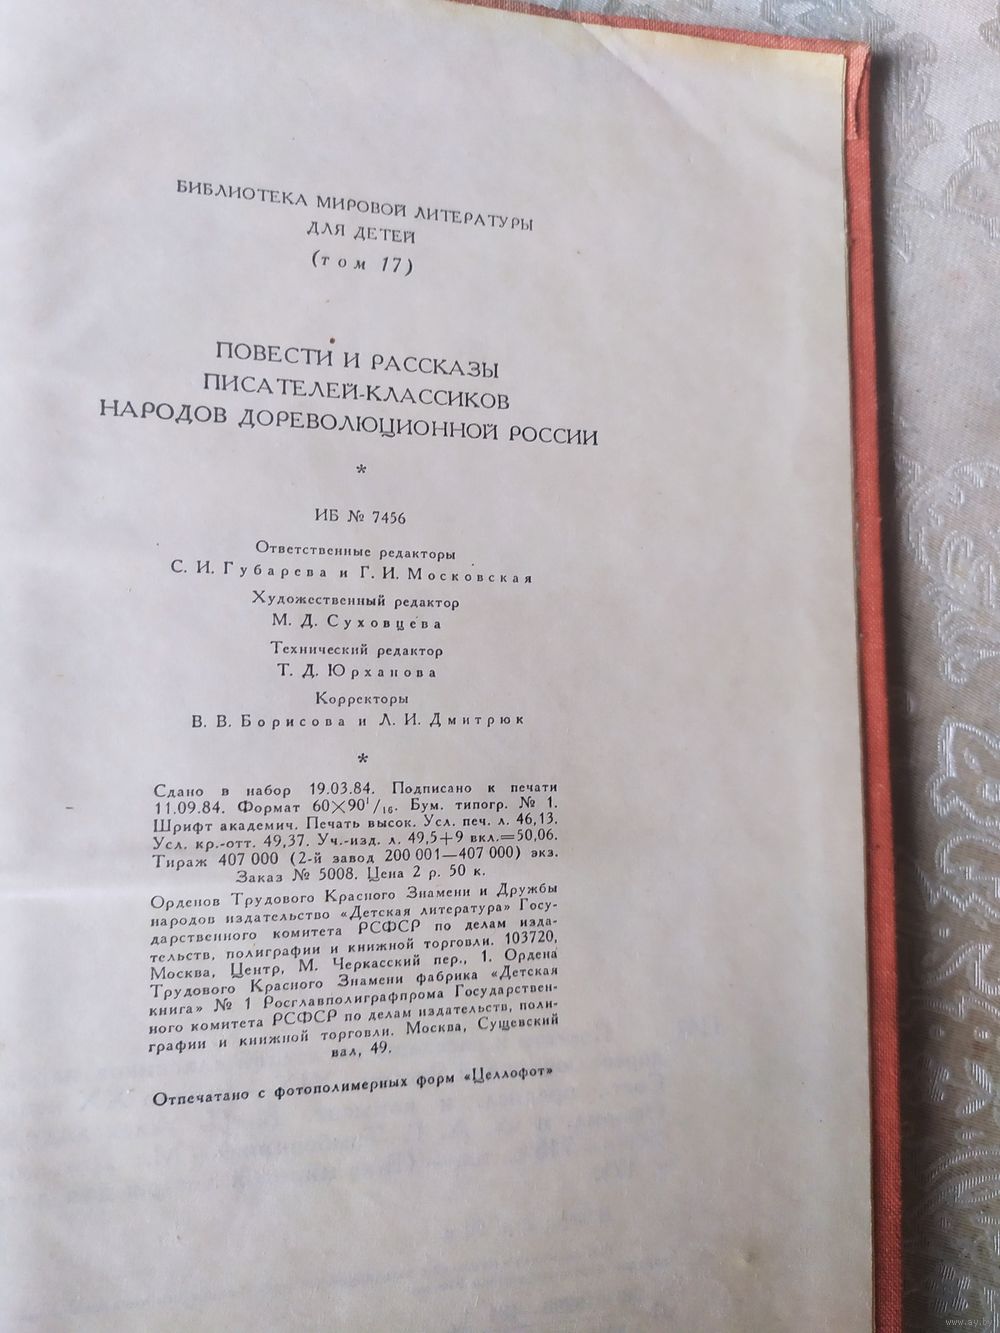 БИБЛИОТЕКА МИРОВОЙ ЛИТЕРАТУРЫ
ДЛЯ ДЕТЕЙ
(том 17)
ПОВЕСТИ И РАССКАЗЫ
ПИСАТЕЛЕЙ-КЛАССИКОВ
НАРОДОВ ДОРЕВОЛЮЦИОННОЙ РОССИИ
*
ИБ № 7456
Ответственные редакторы
С. И. Губарева и Г. И. Московская
Художественный редактор
М. Д. Суховцева
Технический редактор
Т. Д. Юрханова
Корректоры
В. В. Борисова и Л. И. Дмитрюк
*
Сдано в набор 19.03.84. Подписано к печати
11.09.84. Формат 60×90¹/₁₆. Бум. типогр. № 1.
Шрифт академич. Печать высок. Усл. печ. л. 46,13.
Усл. кр.-отт. 49,37. Уч.-изд. л. 49,5+9 вкл.=50,06.
Тираж 407 000 (2-й завод 200 001—407 000) экз.
Заказ № 5008. Цена 2 р. 50 к.
Орденов Трудового Красного Знамени и Дружбы
народов издательство «Детская литература» Госу-
дарственного комитета РСФСР по делам изда-
тельств, полиграфии и книжной торговли. 103720,
Москва, Центр, М. Черкасский пер., 1. Ордена
Трудового Красного Знамени фабрика «Детская
книга» № 1 Росглавполиграфпрома Государствен-
ного комитета РСФСР по делам издательств, поли-
графии и книжной торговли. Москва, Сущевский
вал, 49.
Отпечатано с фотополимерных форм «Целлофот»
www.ay.by